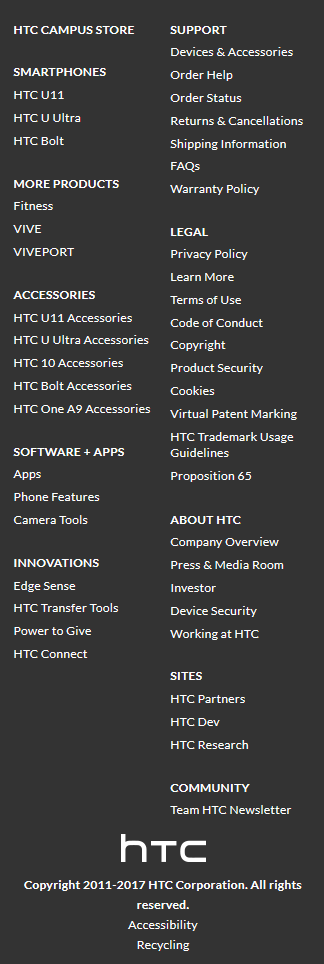 HTC CAMPUS STORE
SMARTPHONES
HTC U11
HTC U Ultra
HTC Bolt
MORE PRODUCTS
Fitness
VIVE
VIVEPORT
ACCESSORIES
HTC U11 Accessories
HTC U Ultra Accessories
HTC 10 Accessories
HTC Bolt Accessories
HTC One A9 Accessories
SOFTWARE + APPS
Apps
Phone Features
Camera Tools
INNOVATIONS
Edge Sense
HTC Transfer Tools
Power to Give
HTC Connect
SUPPORT
Devices & Accessories
Order Help
Order Status
Returns & Cancellations
Shipping Information
FAQs
Warranty Policy
LEGAL
Privacy Policy
Learn More
Terms of Use
Code of Conduct
Copyright
Product Security
Cookies
Virtual Patent Marking
HTC Trademark Usage
Guidelines
Proposition 65
ABOUT HTC
Company Overview
Press & Media Room
Investor
Device Security
Working at HTC
SITES
HTC Partners
HTC Dev
HTC Research
COMMUNITY
Team HTC Newsletter
hTC
Copyright 2011-2017 HTC Corporation. All rights
reserved.
Accessibility
Recycling